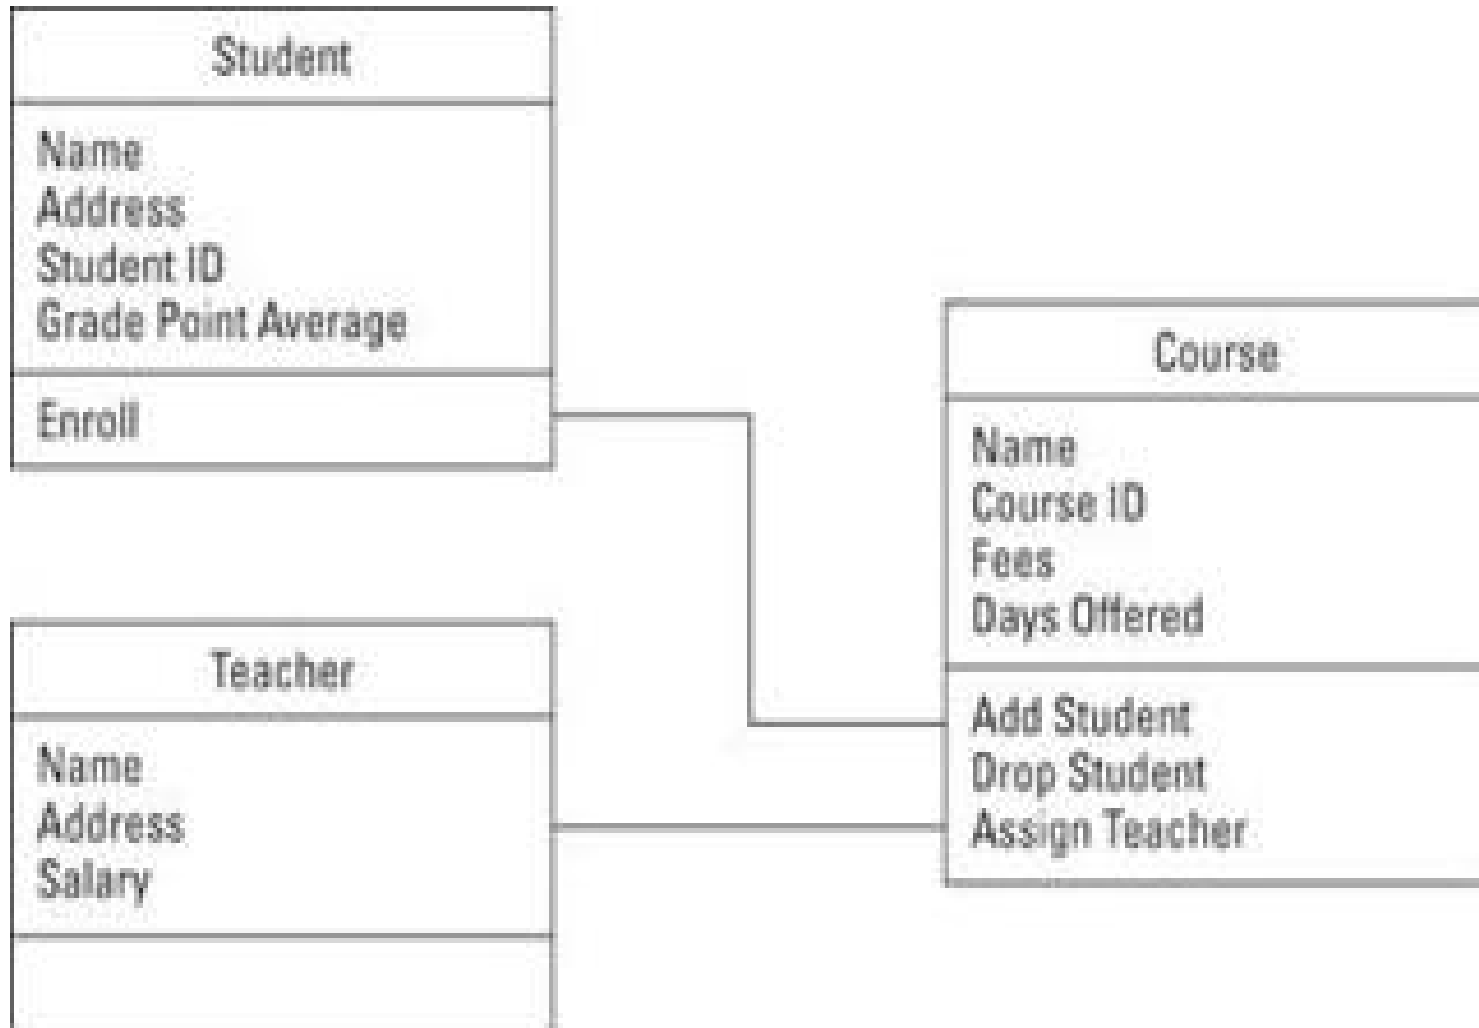 Student
Name
Address
Student ID
Grade Point Average
Enroll
Teacher
Name
Address
Salary
Course
Name
Course ID
Fees
Days Offered
Add Student
Drop Student
Assign Teacher